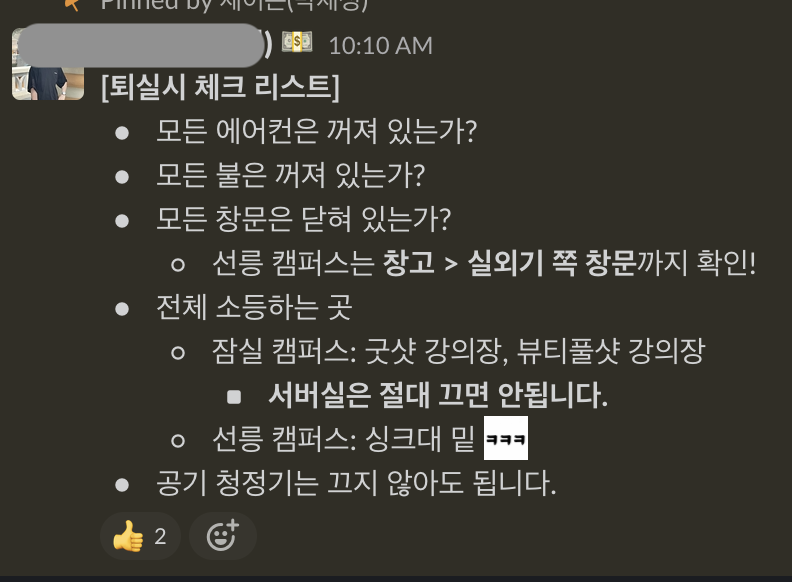 Pinned by 제이슨(박재성)
) 10:10 AM
[퇴실시 체크 리스트]
모든 에어컨은 꺼져 있는가?
모든 불은 꺼져 있는가?
모든 창문은 닫혀 있는가?
선릉 캠퍼스는 창고 > 실외기 쪽 창문까지 확인!
전체 소등하는 곳
잠실 캠퍼스: 굿샷 강의장, 뷰티풀샷 강의장
서버실은 절대 끄면 안됩니다.
선릉 캠퍼스: 싱크대 밑 ㅋㅋㅋ
공기 청정기는 끄지 않아도 됩니다.
2